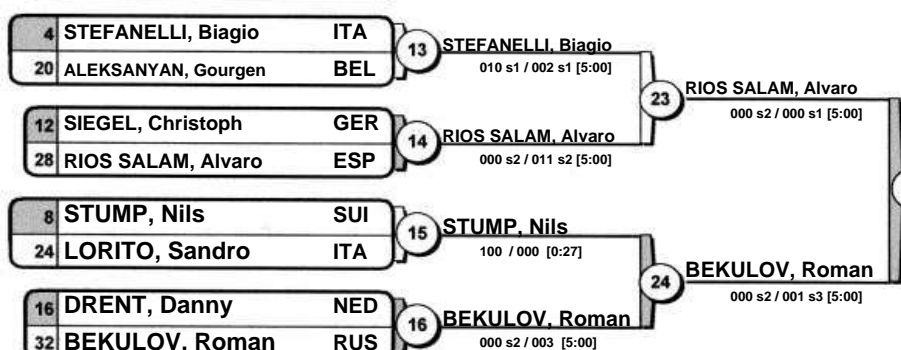 4 STEFANELLI, Biagio ITA
20 ALEKSANYAN, Gourgen BEL
13
STEFANELLI, Biagio
010 s1 / 002 s1 [5:00]
12 SIEGEL, Christoph GER
28 RIOS SALAM, Alvaro ESP
14
RIOS SALAM, Alvaro
000 s2 / 011 s2 [5:00]
23
RIOS SALAM, Alvaro
000 s2 / 000 s1 [5:00]
8 STUMP, Nils SUI
24 LORITO, Sandro ITA
15
STUMP, Nils
100 / 000 [0:27]
16 DRENT, Danny NED
32 BEKULOV, Roman RUS
16
BEKULOV, Roman
000 s2 / 003 [5:00]
24
BEKULOV, Roman
000 s2 / 001 s3 [5:00]